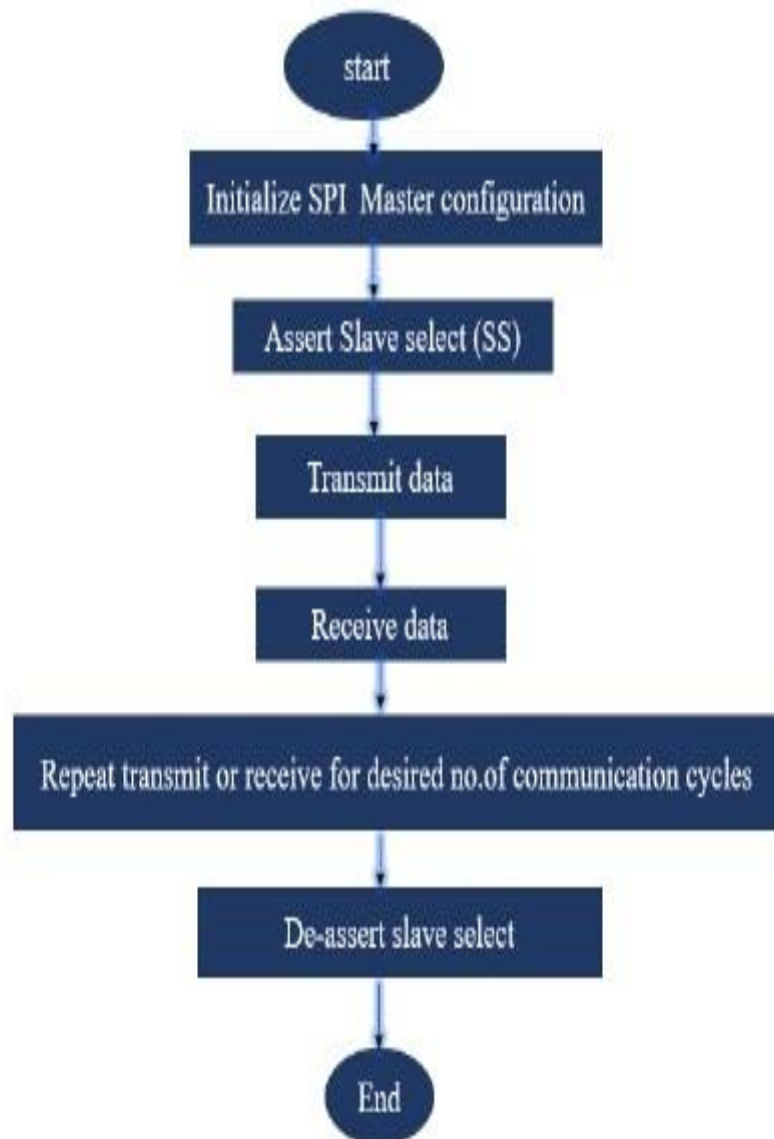 start
Initialize SPI Master configuration
Assert Slave select (SS)
Transmit data
Receive data
Repeat transmit or receive for desired no.of communication cycles
De-assert slave select
End